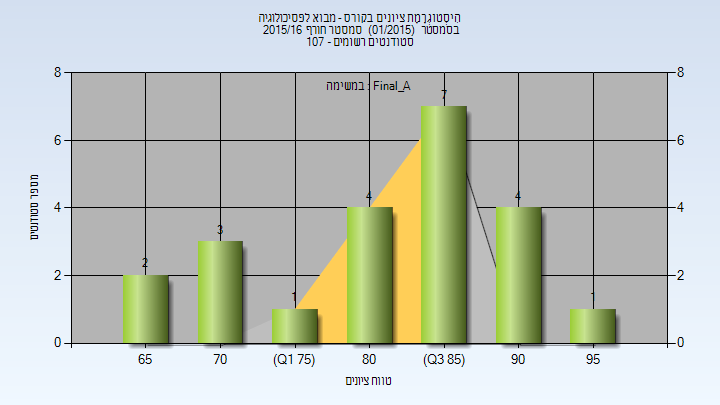 היסטוגרמת ציונים בקורס - מבוא לפסיכולוגיה
בסמסטר (01/2015) סמסטר חורף 2015/16
סטודנטים רשומים - 107
במשימה : Final_A
8 8
6 6
4 4
2 2
0 0
מספר סטודנטים
2 3 1 4 7 4 1
65 70 (Q1 75) 80 (Q3 85) 90 95
טווח ציונים